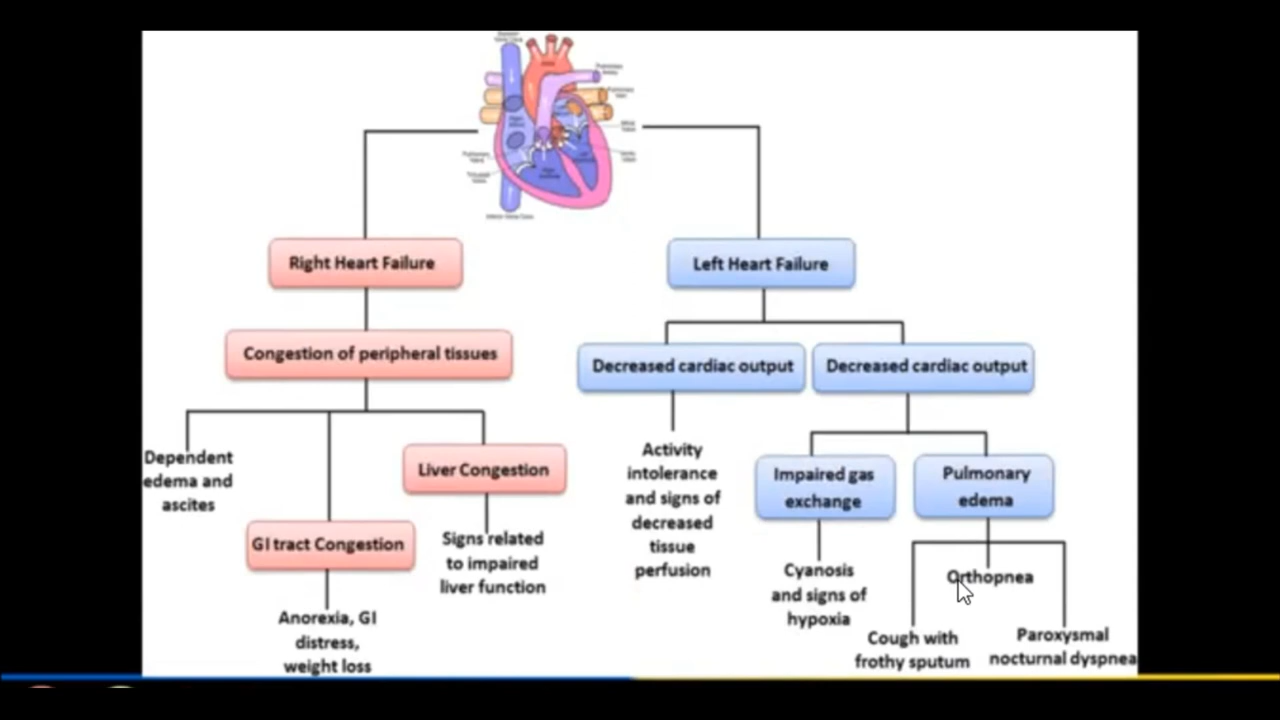 Right Heart Failure
Left Heart Failure
Congestion of peripheral tissues
Decreased cardiac output
Decreased cardiac output
Dependent
edema and
ascites
Liver Congestion
Signs related
to impaired
liver function
GI tract Congestion
Anorexia, GI
distress,
weight loss
Activity
intolerance
and signs of
decreased
tissue
perfusion
Impaired gas
exchange
Cyanosis
and signs of
hypoxia
Pulmonary
edema
Orthopnea
Cough with
frothy sputum
Paroxysmal
nocturnal dyspnea